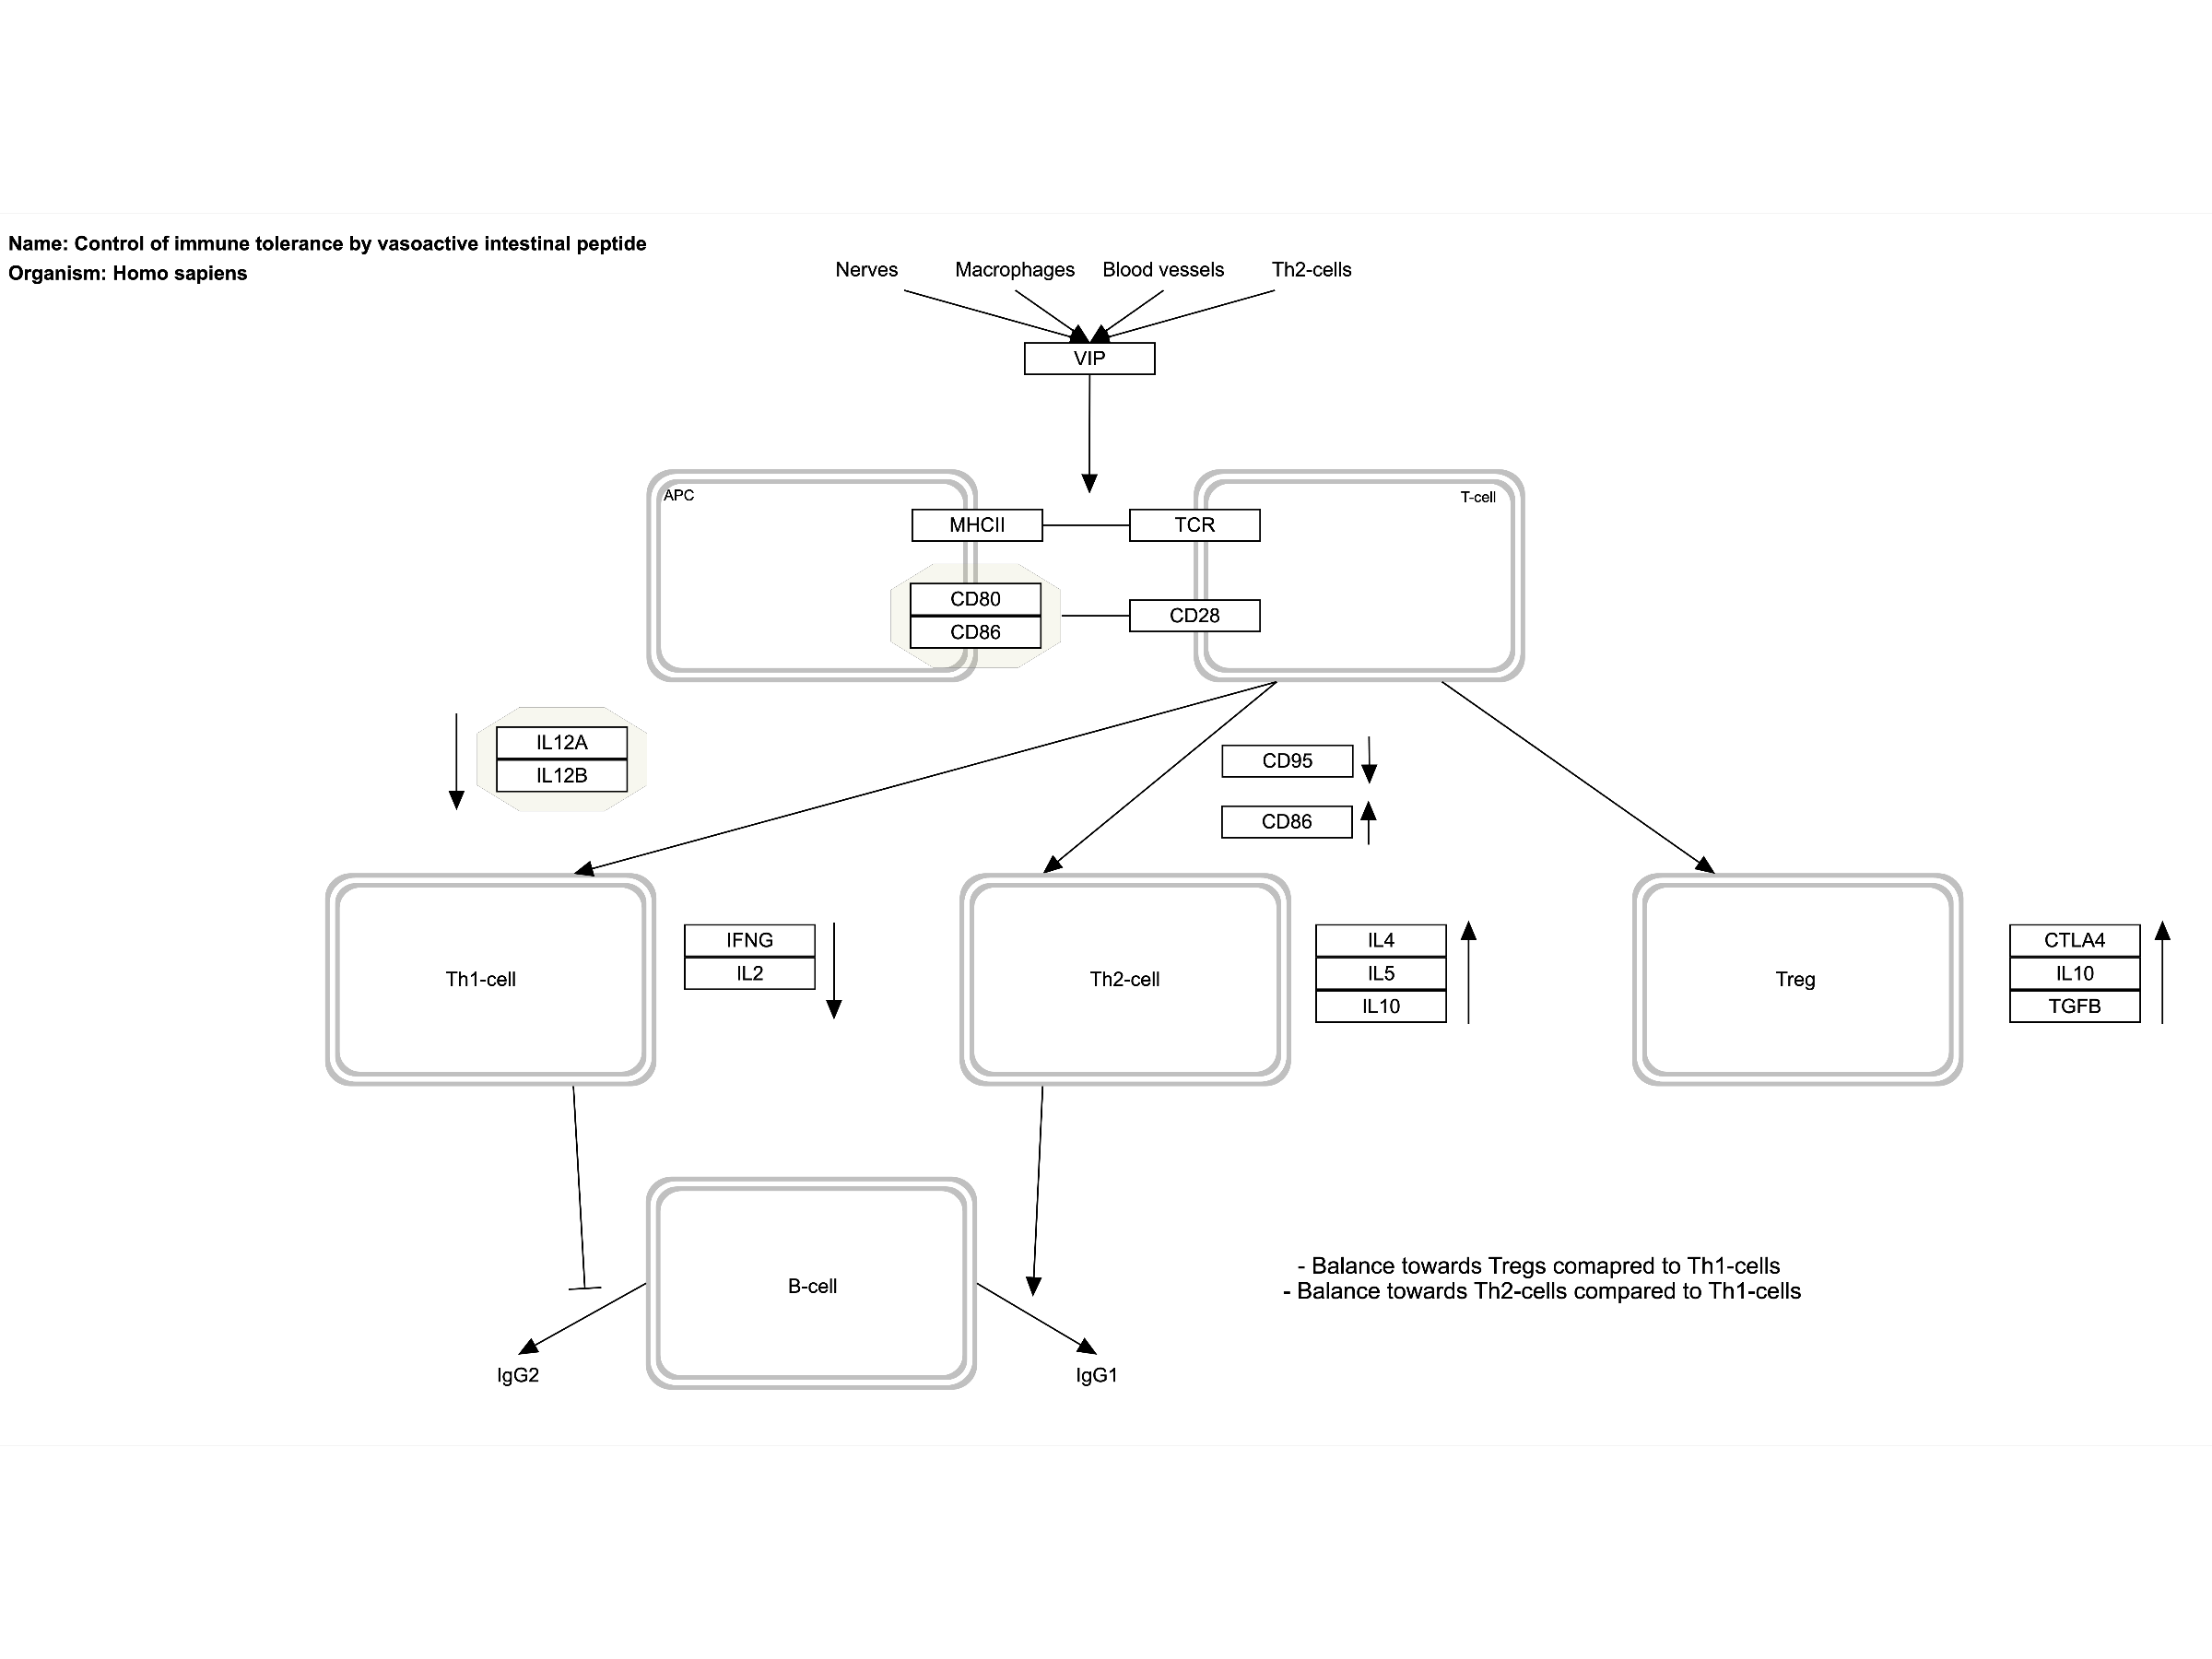 Name: Control of immune tolerance by vasoactive intestinal peptide
Organism: Homo sapiens
Nerves
Macrophages
Blood vessels
Th2-cells
VIP
APC
T-cell
MHCII
TCR
CD80
CD86
CD28
IL12A
IL12B
CD95
CD86
Th1-cell
IFNG
IL2
Th2-cell
IL4
IL5
IL10
Treg
CTLA4
IL10
TGFB
B-cell
- Balance towards Tregs comapred to Th1-cells
- Balance towards Th2-cells compared to Th1-cells
IgG2
IgG1